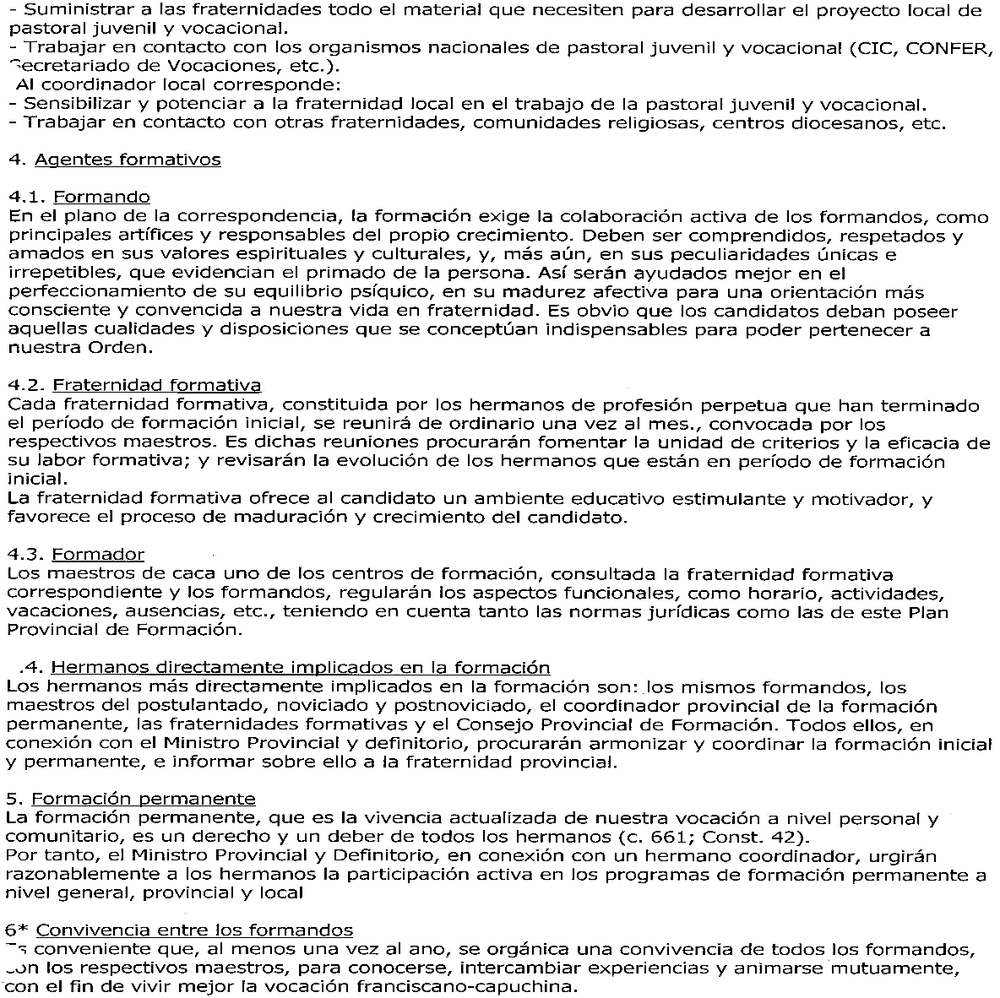 - Suministrar a las fraternidades todo el material que necesiten para desarrollar el proyecto local de
pastoral juvenil y vocacional.
- Trabajar en contacto con los organismos nacionales de pastoral juvenil y vocacional (CIC, CONFER,
Secretariado de Vocaciones, etc.).
Al coordinador local corresponde:
- Sensibilizar y potenciar a la fraternidad local en el trabajo de la pastoral juvenil y vocacional.
- Trabajar en contacto con otras fraternidades, comunidades religiosas, centros diocesanos, etc.
4. Agentes formativos
4.1. Formando
En el plano de la correspondencia, la formación exige la colaboración activa de los formandos, como
principales artífices y responsables del propio crecimiento. Deben ser comprendidos, respetados y
amados en sus valores espirituales y culturales, y, más aún, en sus peculiaridades únicas e
irrepetibles, que evidencian el primado de la persona. Así serán ayudados mejor en el
perfeccionamiento de su equilibrio psíquico, en su madurez afectiva para una orientación más
consciente y convencida a nuestra vida en fraternidad. Es obvio que los candidatos deban poseer
aquellas cualidades y disposiciones que se conceptúan indispensables para poder pertenecer a
nuestra Orden.
4.2. Fraternidad formativa
Cada fraternidad formativa, constituida por los hermanos de profesión perpetua que han terminado
el período de formación inicial, se reunirá de ordinario una vez al mes., convocada por los
respectivos maestros. Es dichas reuniones procurarán fomentar la unidad de criterios y la eficacia de
su labor formativa; y revisarán la evolución de los hermanos que están en período de formación
inicial.
La fraternidad formativa ofrece al candidato un ambiente educativo estimulante y motivador, y
favorece el proceso de maduración y crecimiento del candidato.
4.3. Formador
Los maestros de caca uno de los centros de formación, consultada la fraternidad formativa
correspondiente y los formandos, regularán los aspectos funcionales, como horario, actividades,
vacaciones, ausencias, etc., teniendo en cuenta tanto las normas jurídicas como las de este Plan
Provincial de Formación.
.4. Hermanos directamente implicados en la formación
Los hermanos más directamente implicados en la formación son: los mismos formandos, los
maestros del postulantado, noviciado y postnoviciado, el coordinador provincial de la formación
permanente, las fraternidades formativas y el Consejo Provincial de Formación. Todos ellos, en
conexión con el Ministro Provincial y definitorio, procurarán armonizar y coordinar la formación inicial
y permanente, e informar sobre ello a la fraternidad provincial.
5. Formación permanente
La formación permanente, que es la vivencia actualizada de nuestra vocación a nivel personal y
comunitario, es un derecho y un deber de todos los hermanos (c. 661; Const. 42).
Por tanto, el Ministro Provincial y Definitorio, en conexión con un hermano coordinador, urgirán
razonablemente a los hermanos la participación activa en los programas de formación permanente a
nivel general, provincial y local
6* Convivencia entre los formandos
Es conveniente que, al menos una vez al ano, se orgánica una convivencia de todos los formandos,
con los respectivos maestros, para conocerse, intercambiar experiencias y animarse mutuamente,
con el fin de vivir mejor la vocación franciscano-capuchina.